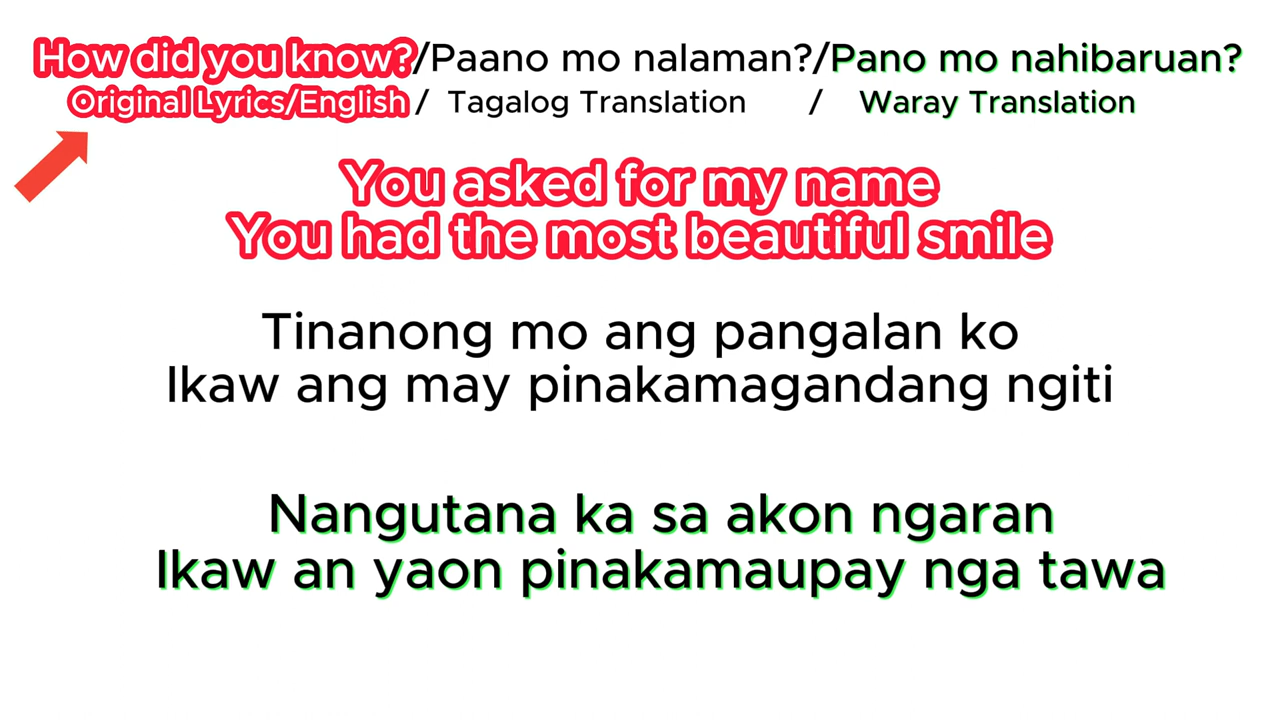 How did you know?/Paano mo nalaman?/Pano mo nahibaruan?
Original Lyrics/English / Tagalog Translation / Waray Translation
You asked for my name
You had the most beautiful smile
Tinanong mo ang pangalan ko
Ikaw ang may pinakamagandang ngiti
Nangutana ka sa akon ngaran
Ikaw an yaon pinakamaupay nga tawa